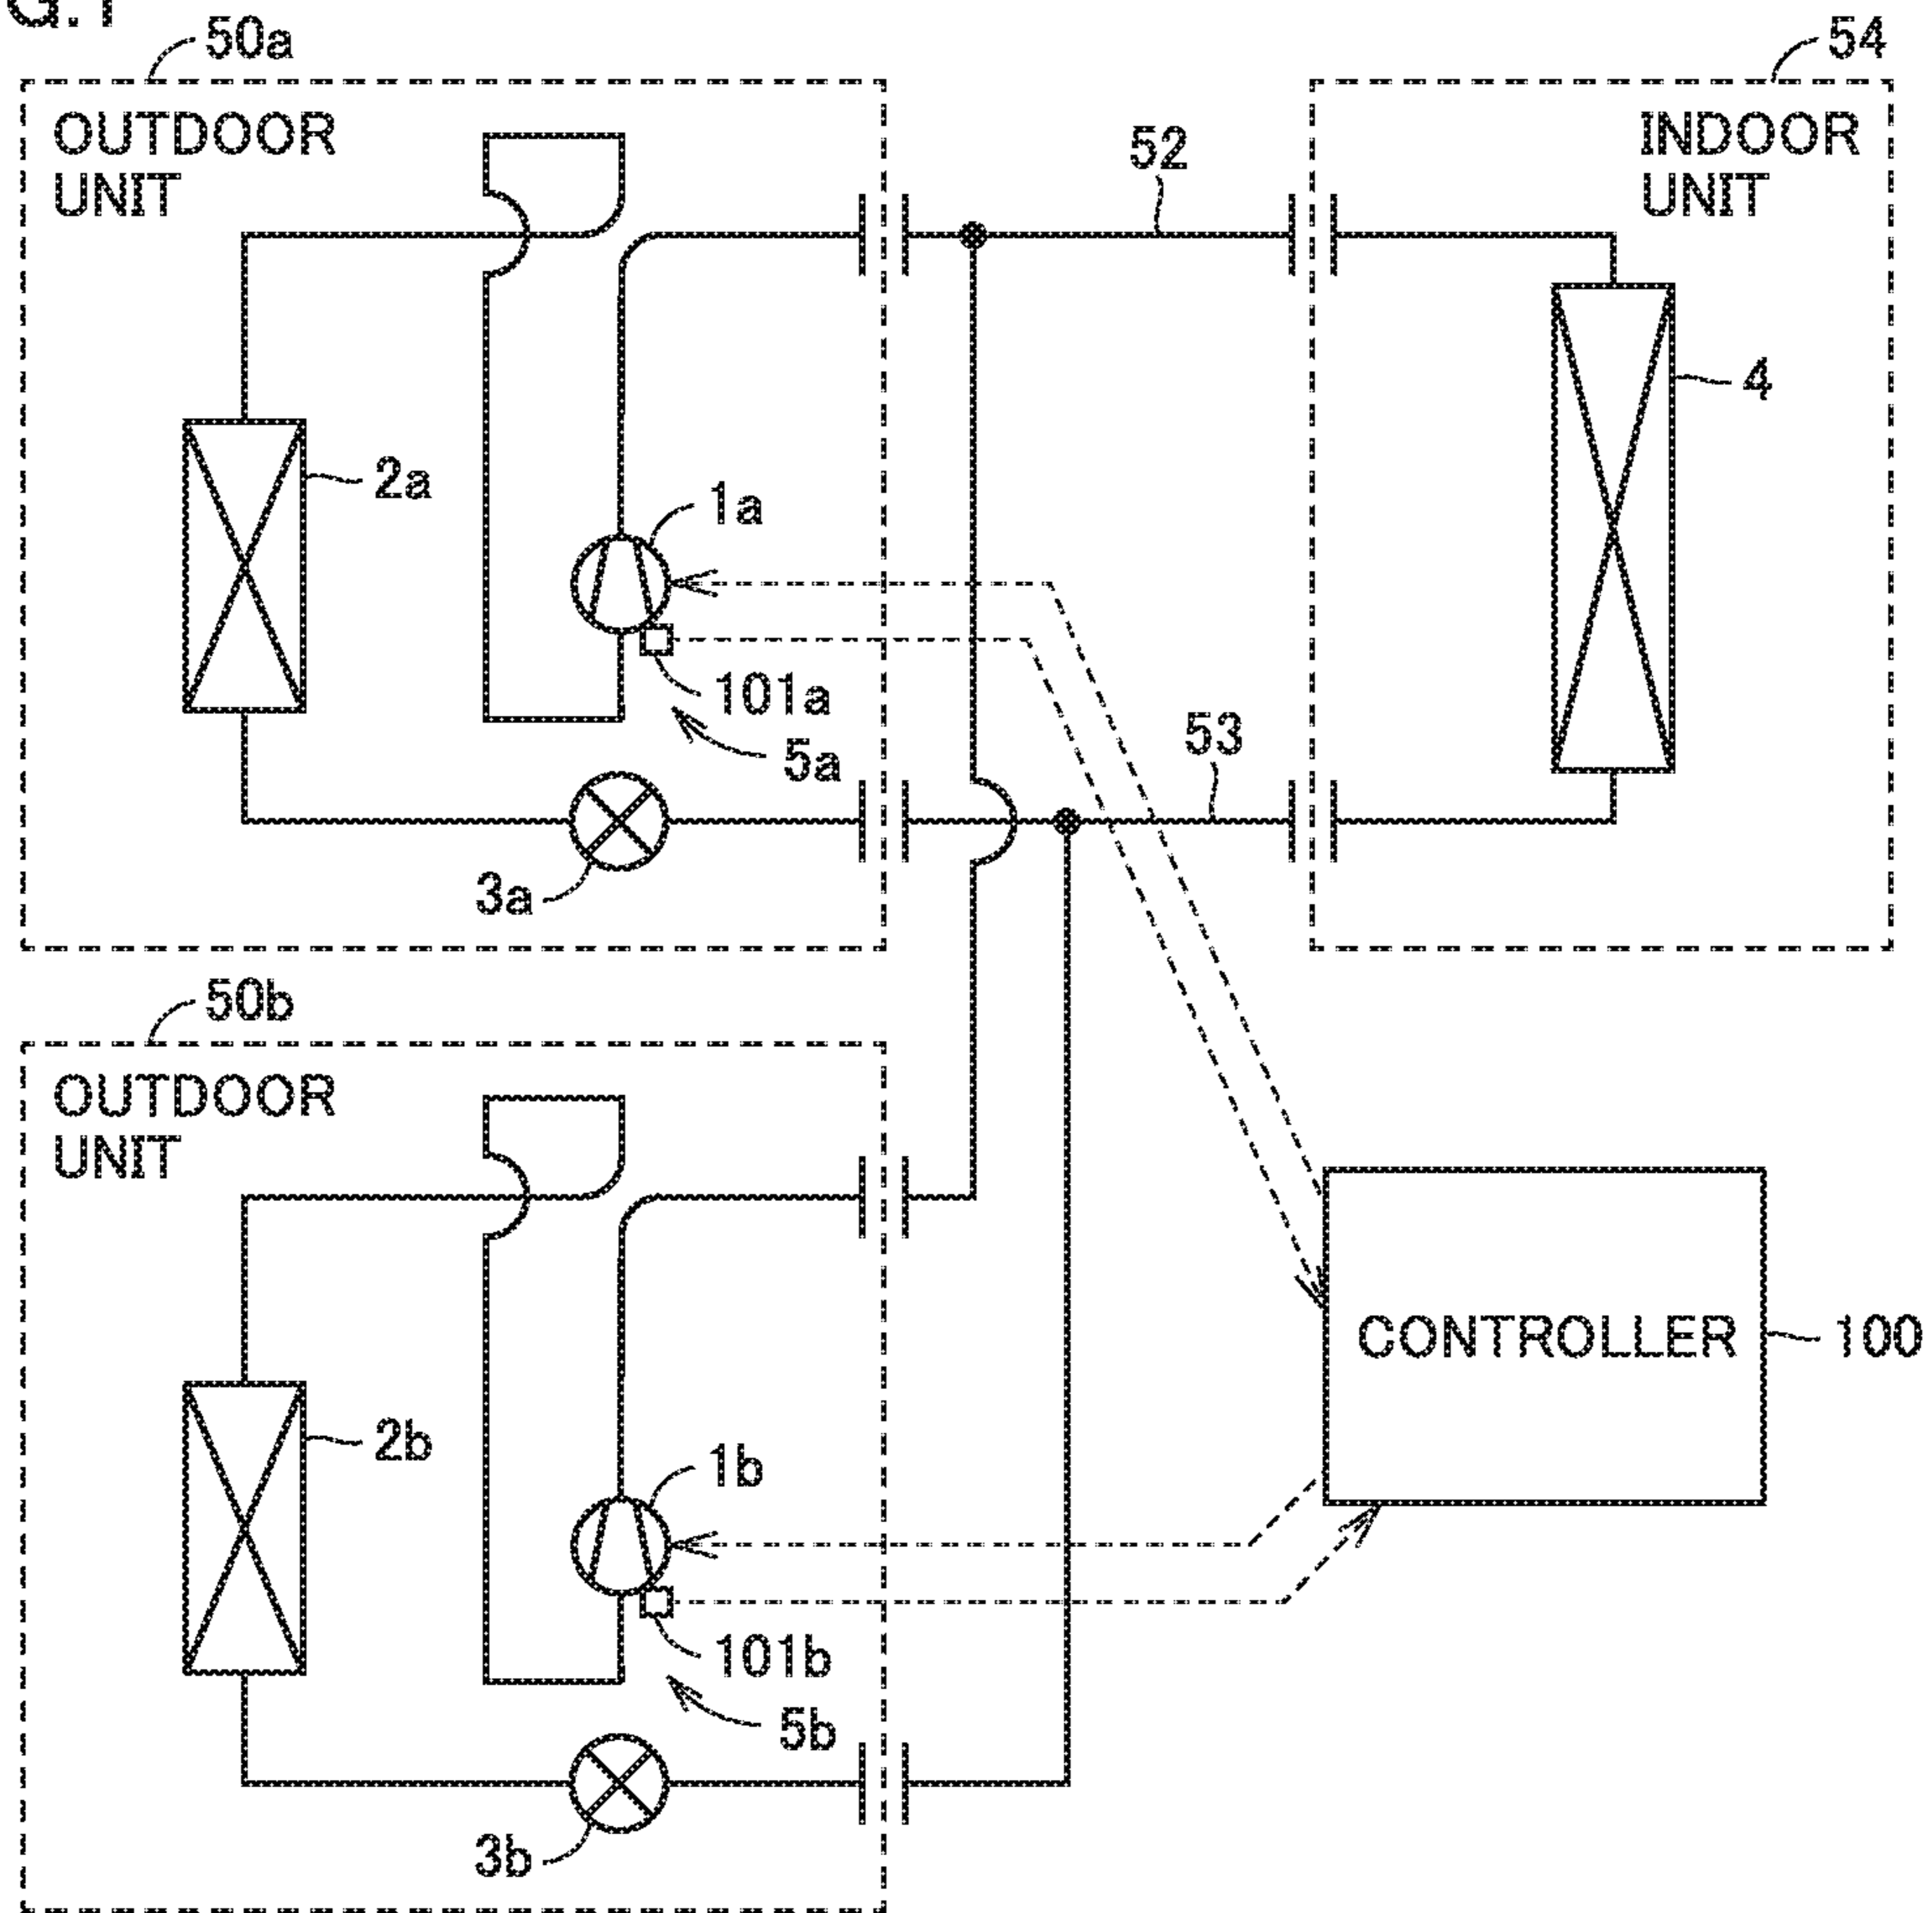 G.1
50a
54
OUTDOOR
UNIT
INDOOR
UNIT
52
4
2a
1a
101a
5a
53
3a
50b
OUTDOOR
UNIT
CONTROLLER
100
2b
1b
101b
5b
3b